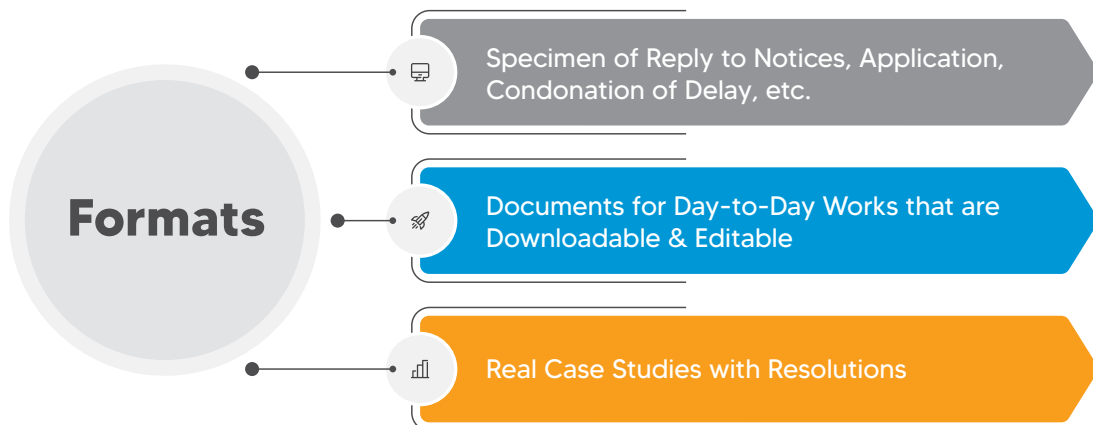 Formats
Specimen of Reply to Notices, Application,
Condonation of Delay, etc.
Documents for Day-to-Day Works that are
Downloadable & Editable
Real Case Studies with Resolutions